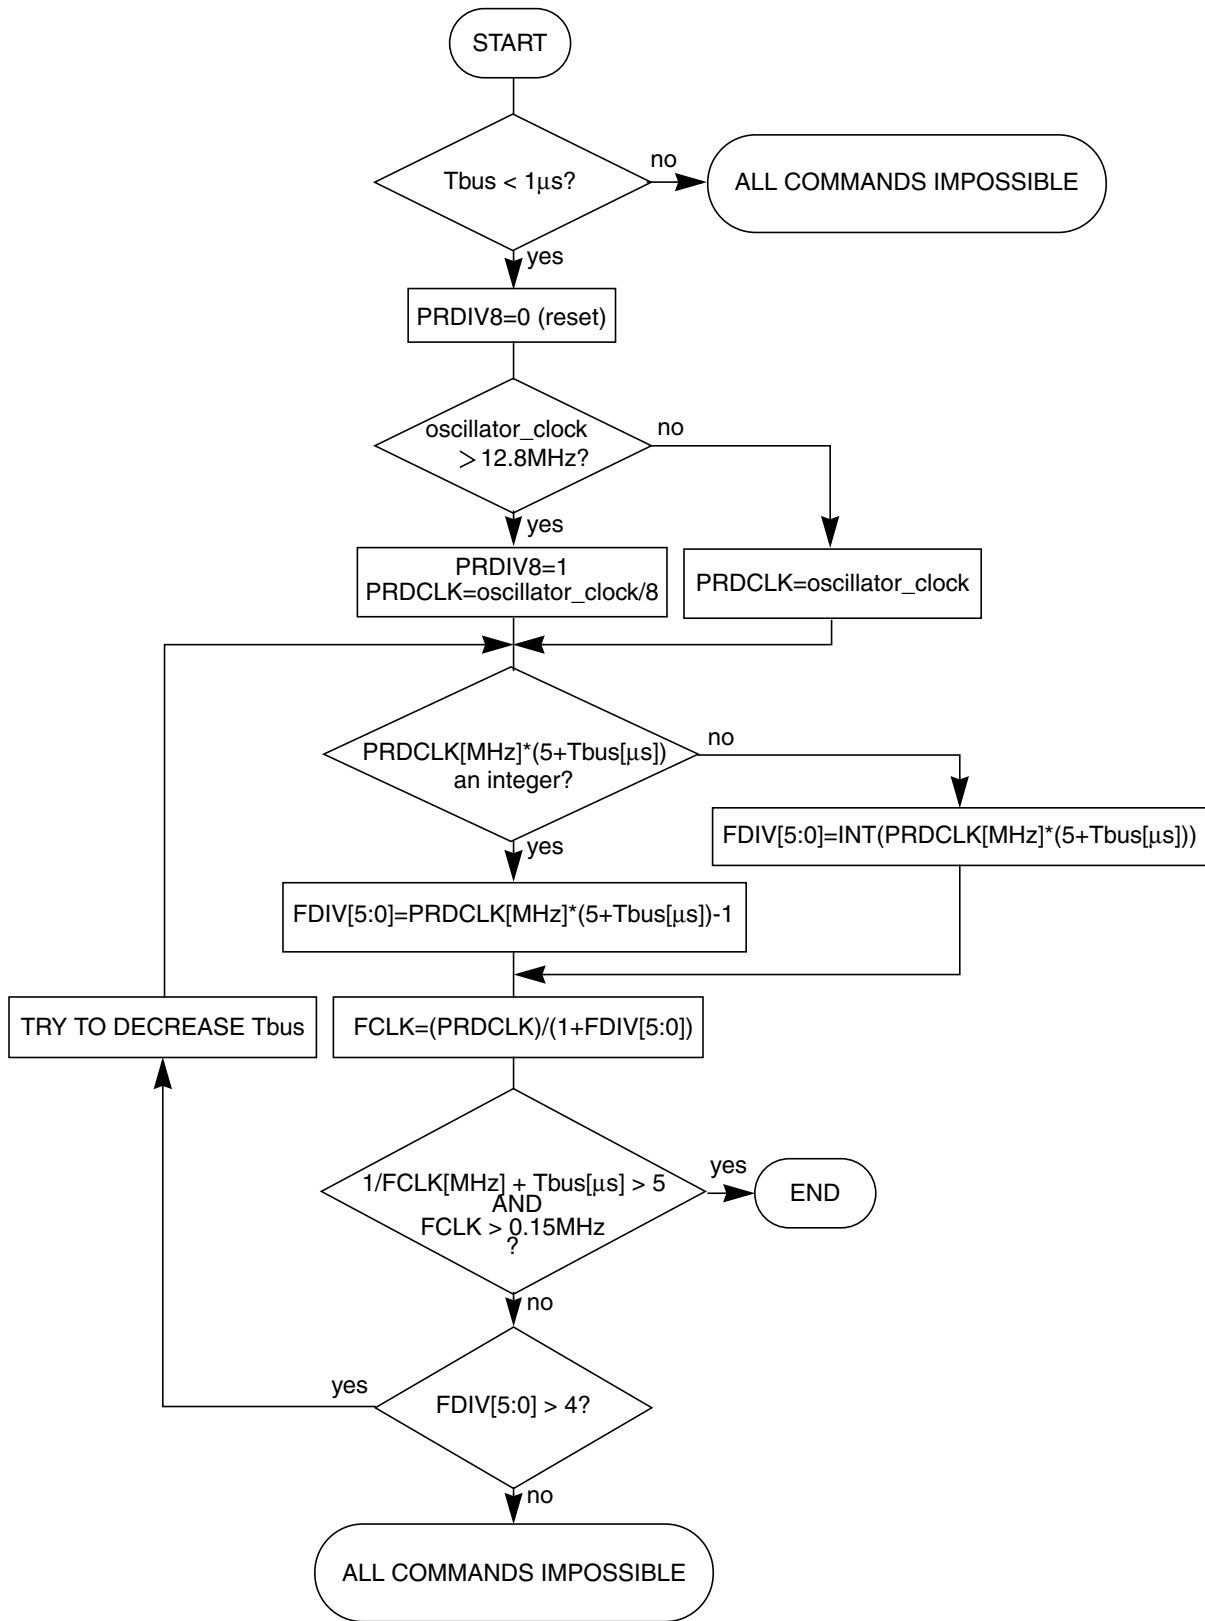 START
Tbus < 1μs?
no
ALL COMMANDS IMPOSSIBLE
yes
PRDIV8=0 (reset)
oscillator_clock
> 12.8MHz?
no
yes
PRDIV8=1
PRDCLK=oscillator_clock/8
PRDCLK=oscillator_clock
PRDCLK[MHz]*(5+Tbus[μs])
an integer?
no
yes
FDIV[5:0]=INT(PRDCLK[MHz]*(5+Tbus[μs]))
FDIV[5:0]=PRDCLK[MHz]*(5+Tbus[μs])-1
TRY TO DECREASE Tbus
FCLK=(PRDCLK)/(1+FDIV[5:0])
1/FCLK[MHz] + Tbus[μs] > 5
AND
FCLK > 0.15MHz
?
yes
END
no
yes
FDIV[5:0] > 4?
no
ALL COMMANDS IMPOSSIBLE